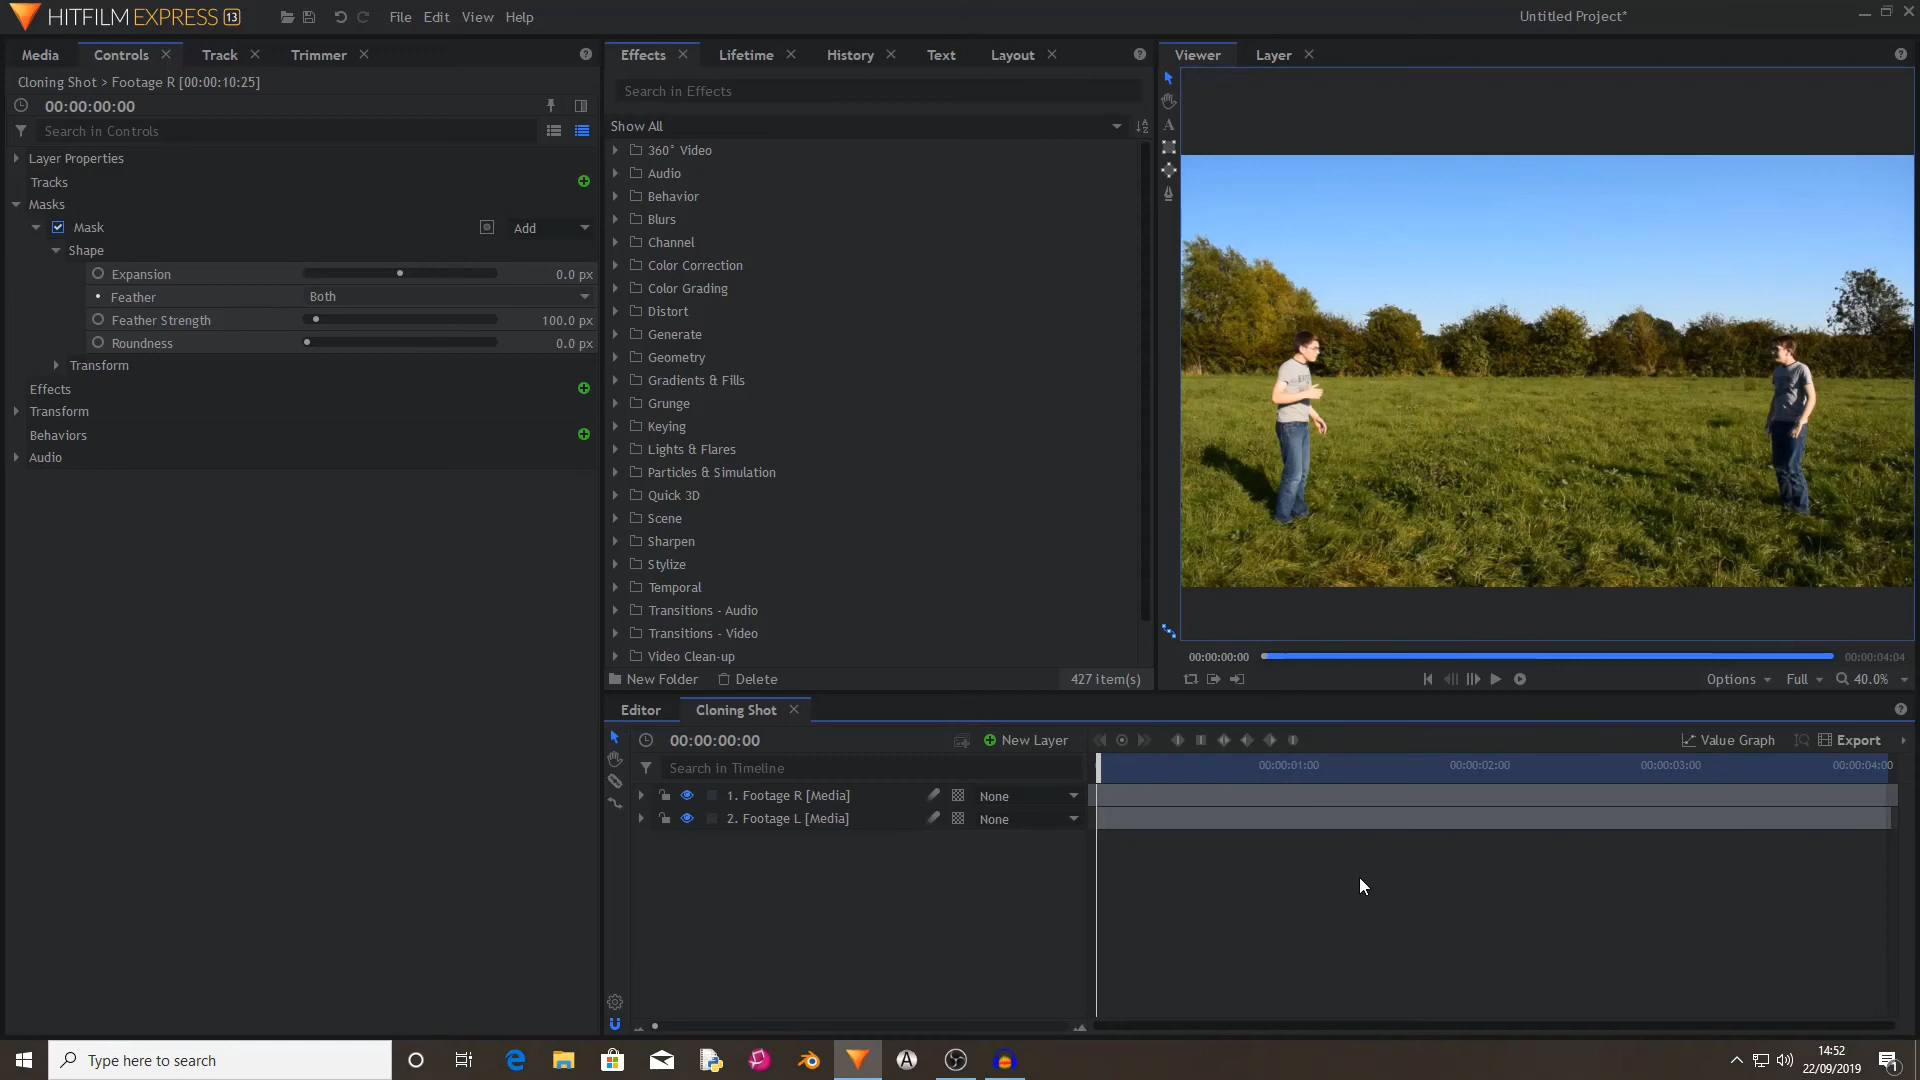 HITFILM EXPRESS 13
File Edit View Help
Untitled Project*
Media Controls Track Trimmer
Cloning Shot > Footage R [00:00:10:25]
00:00:00:00
Search in Controls
Layer Properties
Tracks
Masks
Mask Add
Shape
Expansion 0.0 px
Feather Both
Feather Strength 100.0 px
Roundness 0.0 px
Transform
Effects
Transform
Behaviors
Audio
Effects Lifetime History Text Layout
Search in Effects
Show All
360° Video
Audio
Behavior
Blurs
Channel
Color Correction
Color Grading
Distort
Generate
Geometry
Gradients & Fills
Grunge
Keying
Lights & Flares
Particles & Simulation
Quick 3D
Scene
Sharpen
Stylize
Temporal
Transitions - Audio
Transitions - Video
Video Clean-up
New Folder Delete 427 item(s)
Viewer Layer
00:00:00:00 00:00:04:04
Options Full 40.0%
Editor Cloning Shot
00:00:00:00 New Layer Value Graph Export
Search in Timeline 00:00:01:00 00:00:02:00 00:00:03:00 00:00:04:00
1. Footage R [Media] None
2. Footage L [Media] None
Type here to search
14:52
22/09/2019
1